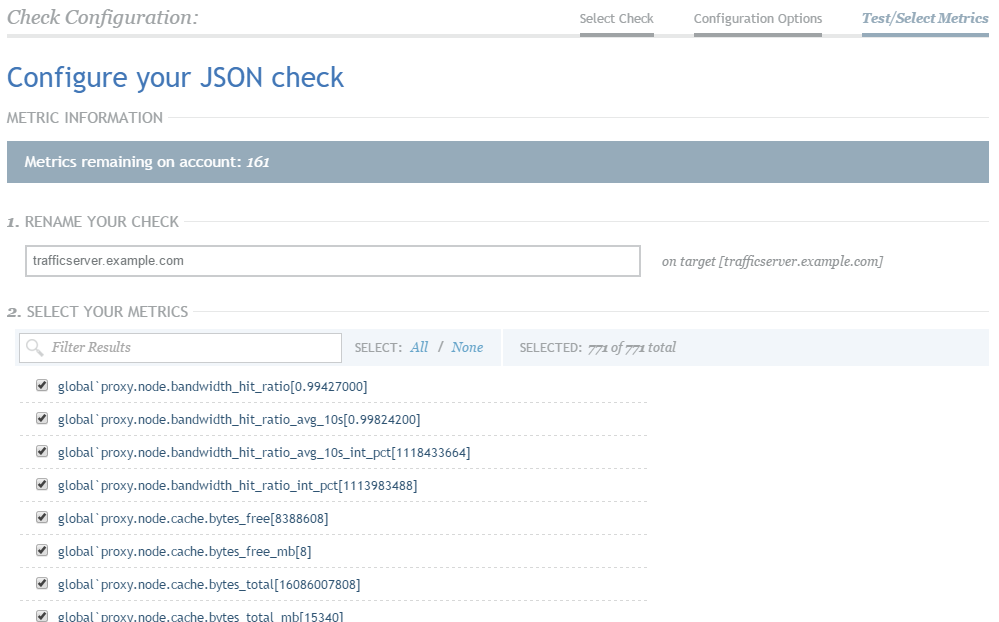 Check Configuration: Select Check Configuration Options Test/Select Metrics
Configure your JSON check
METRIC INFORMATION
Metrics remaining on account: 161
1. RENAME YOUR CHECK
trafficserver.example.com on target [trafficserver.example.com]
2. SELECT YOUR METRICS
Filter Results SELECT: All / None SELECTED: 771 of 771 total
global`proxy.node.bandwidth_hit_ratio[0.99427000]
global`proxy.node.bandwidth_hit_ratio_avg_10s[0.99824200]
global`proxy.node.bandwidth_hit_ratio_avg_10s_int_pct[1118433664]
global`proxy.node.bandwidth_hit_ratio_int_pct[1113983488]
global`proxy.node.cache.bytes_free[8388608]
global`proxy.node.cache.bytes_free_mb[8]
global`proxy.node.cache.bytes_total[16086007808]
global`proxy.node.cache.bytes_total_mb[15340]